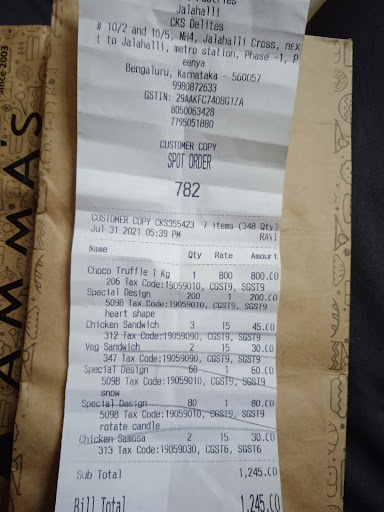 Jalahalli
CKS Delites
# 10/2 and 10/5, NH4, Jalahalli Cross, nex
t to Jalahalli, metro station, Phase -1, P
eenya
Bengaluru, Karnataka - 560057
9980872633
GSTIN: 29AAKFC7408G1ZA
8050063428
7795051880
CUSTOMER COPY
SPOT ORDER
782
CUSTOMER COPY CKS355423 7 items (348 Qty)
Jul 31 2021 05:39 PM RAVI
Name Qty Rate Amount
Choco Truffle 1 Kg 1 800 800.00
206 Tax Code:19059010, CGST9, SGST9
Special Design 200 1 200.00
509B Tax Code:19059010, CGST9, SGST9
heart shape
Chicken Sandwich 3 15 45.00
312 Tax Code:19059090, CGST9, SGST9
Veg Sandwich 2 15 30.00
347 Tax Code:19059090, CGST9, SGST9
Special Design 60 1 60.00
509B Tax Code:19059010, CGST9, SGST9
snow
Special Design 80 1 80.00
509B Tax Code:19059010, CGST9, SGST9
rotate candle
Chicken Samosa 2 15 30.00
313 Tax Code:19059030, CGST6, SGST6
Sub Total 1,245.00
Bill Total 1,245.00
since 2003
AMMA's